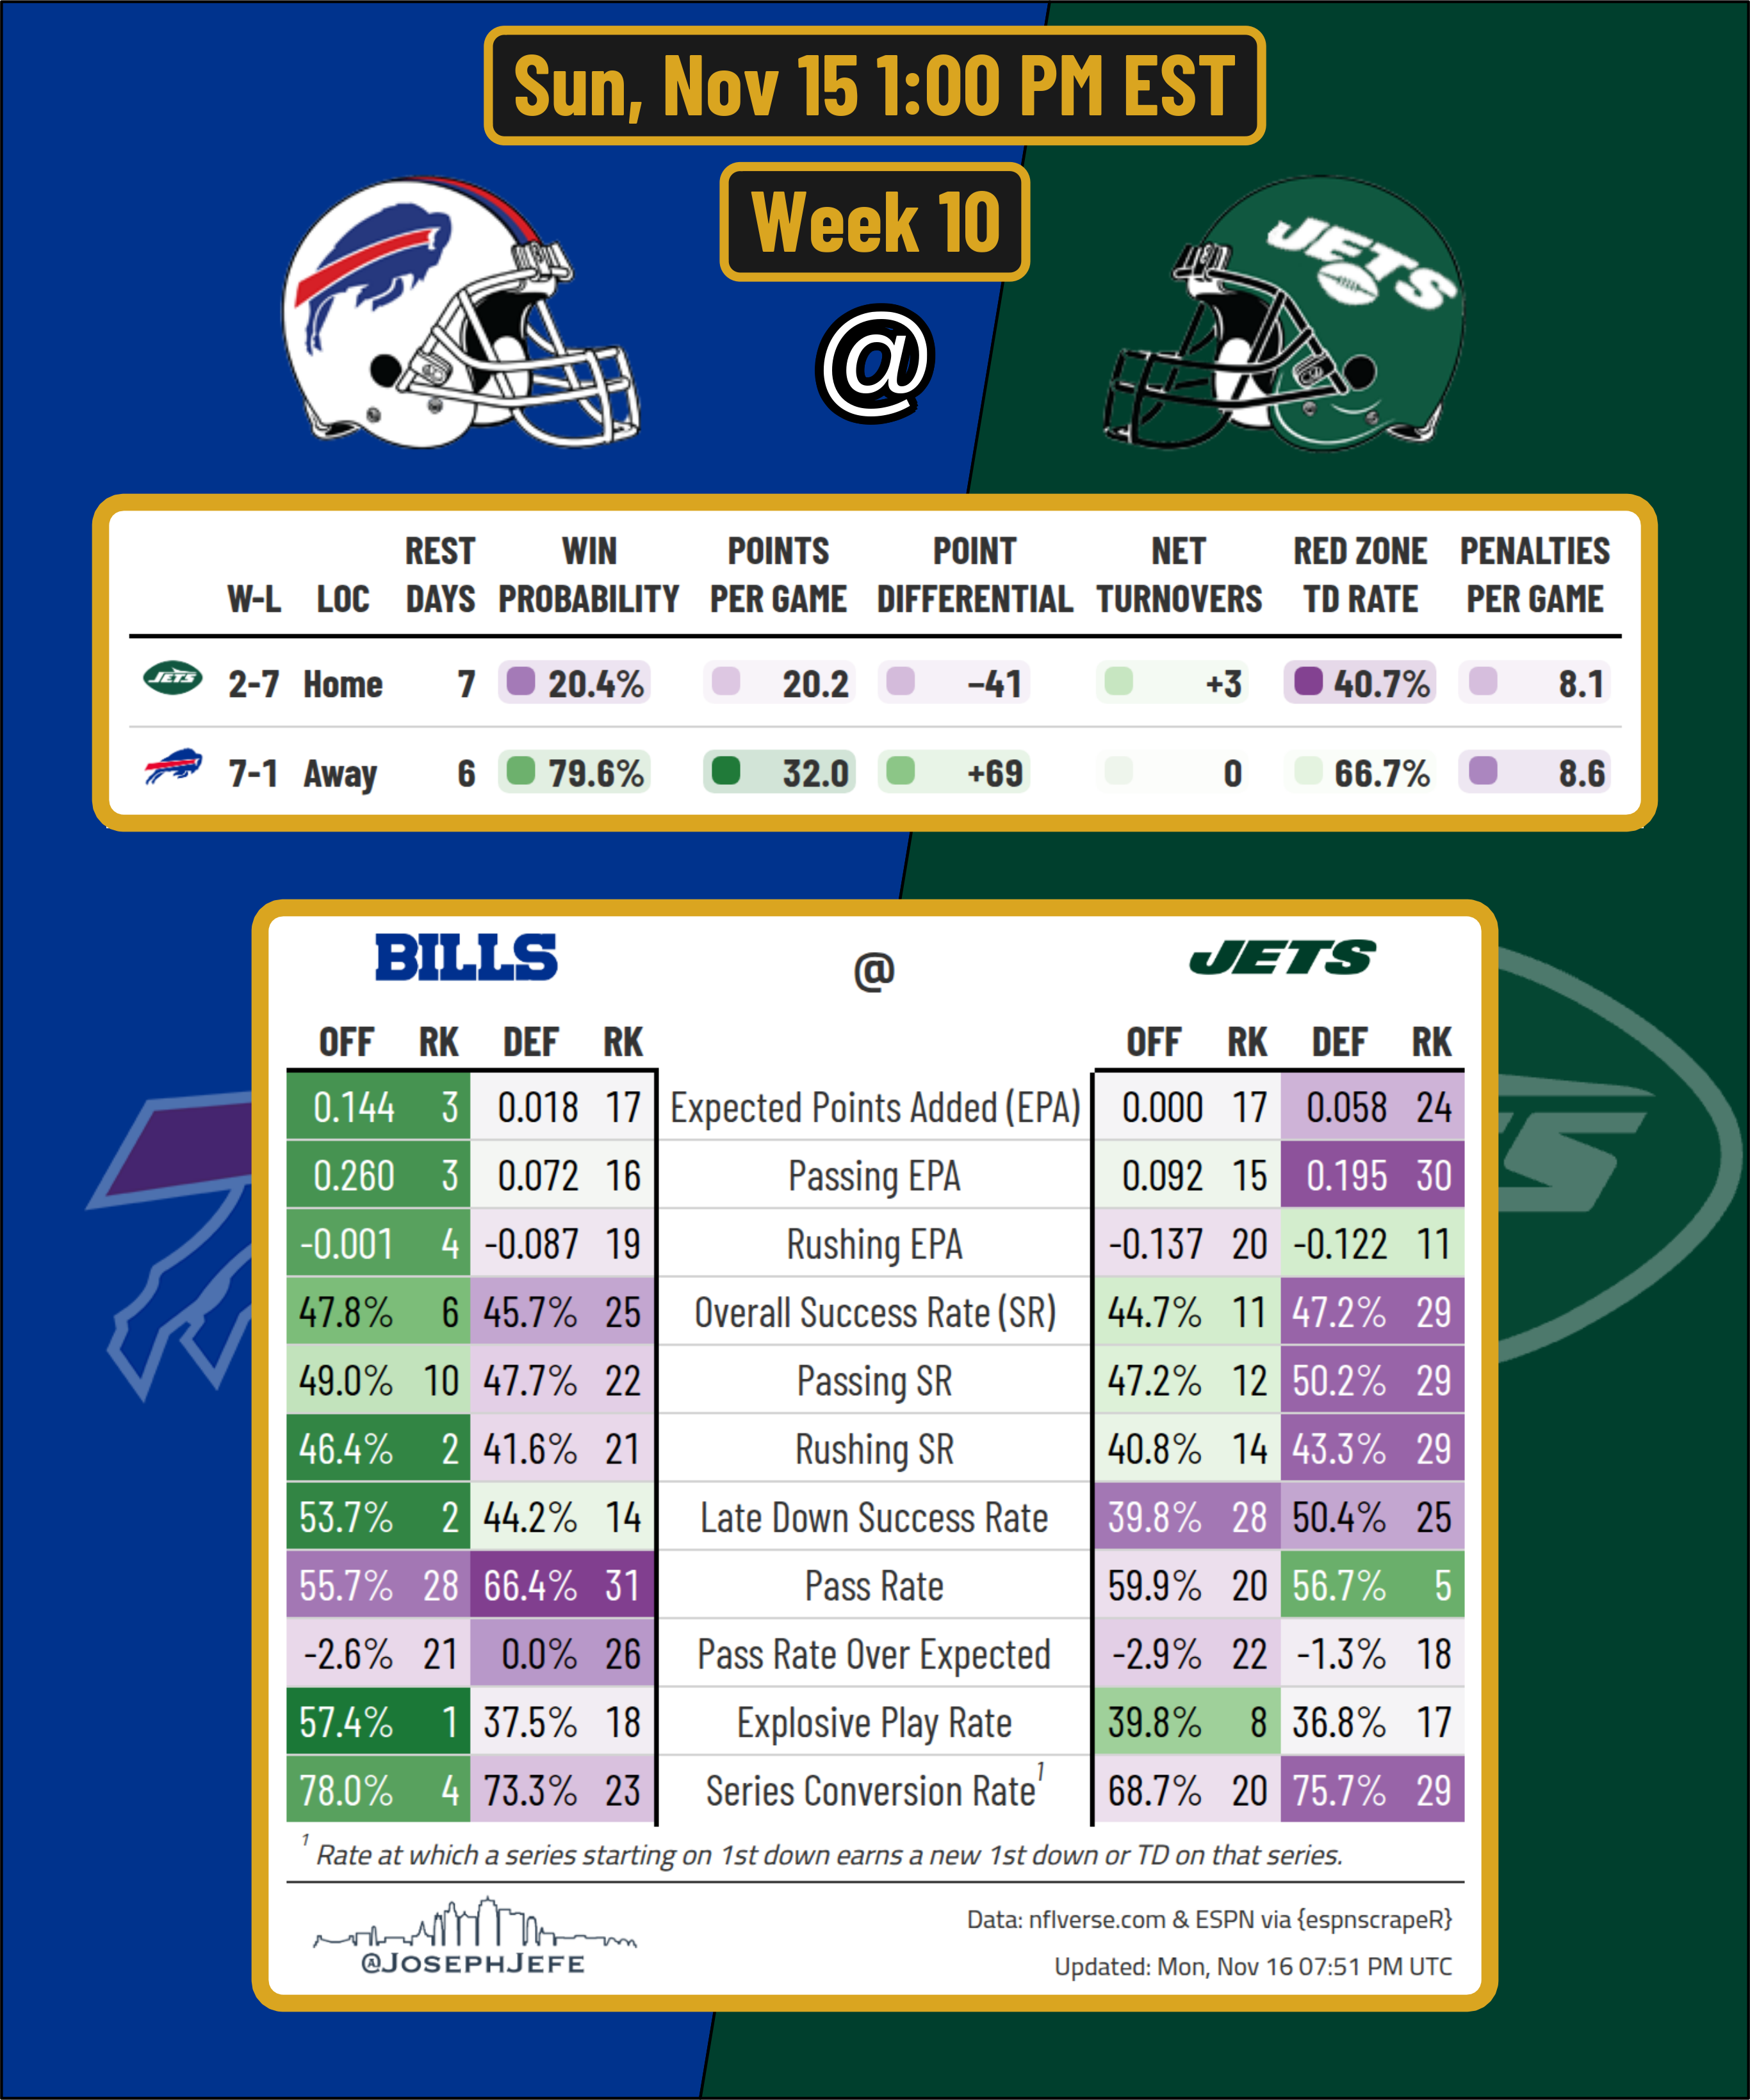 Sun, Nov 15 1:00 PM EST
Week 10
JETS
@
REST WIN POINTS POINT NET RED ZONE PENALTIES
W-L LOC DAYS PROBABILITY PER GAME DIFFERENTIAL TURNOVERS TD RATE PER GAME
JETS 2-7 Home 7 20.4% 20.2 −41 +3 40.7% 8.1
7-1 Away 6 79.6% 32.0 +69 0 66.7% 8.6
BILLS @ JETS
OFF RK DEF RK OFF RK DEF RK
0.144 3 0.018 17 Expected Points Added (EPA) 0.000 17 0.058 24
0.260 3 0.072 16 Passing EPA 0.092 15 0.195 30
-0.001 4 -0.087 19 Rushing EPA -0.137 20 -0.122 11
47.8% 6 45.7% 25 Overall Success Rate (SR) 44.7% 11 47.2% 29
49.0% 10 47.7% 22 Passing SR 47.2% 12 50.2% 29
46.4% 2 41.6% 21 Rushing SR 40.8% 14 43.3% 29
53.7% 2 44.2% 14 Late Down Success Rate 39.8% 28 50.4% 25
55.7% 28 66.4% 31 Pass Rate 59.9% 20 56.7% 5
-2.6% 21 0.0% 26 Pass Rate Over Expected -2.9% 22 -1.3% 18
57.4% 1 37.5% 18 Explosive Play Rate 39.8% 8 36.8% 17
78.0% 4 73.3% 23 Series Conversion Rate1 68.7% 20 75.7% 29
1 Rate at which a series starting on 1st down earns a new 1st down or TD on that series.
@JOSEPHJEFE
Data: nflverse.com & ESPN via {espnscrapeR}
Updated: Mon, Nov 16 07:51 PM UTC